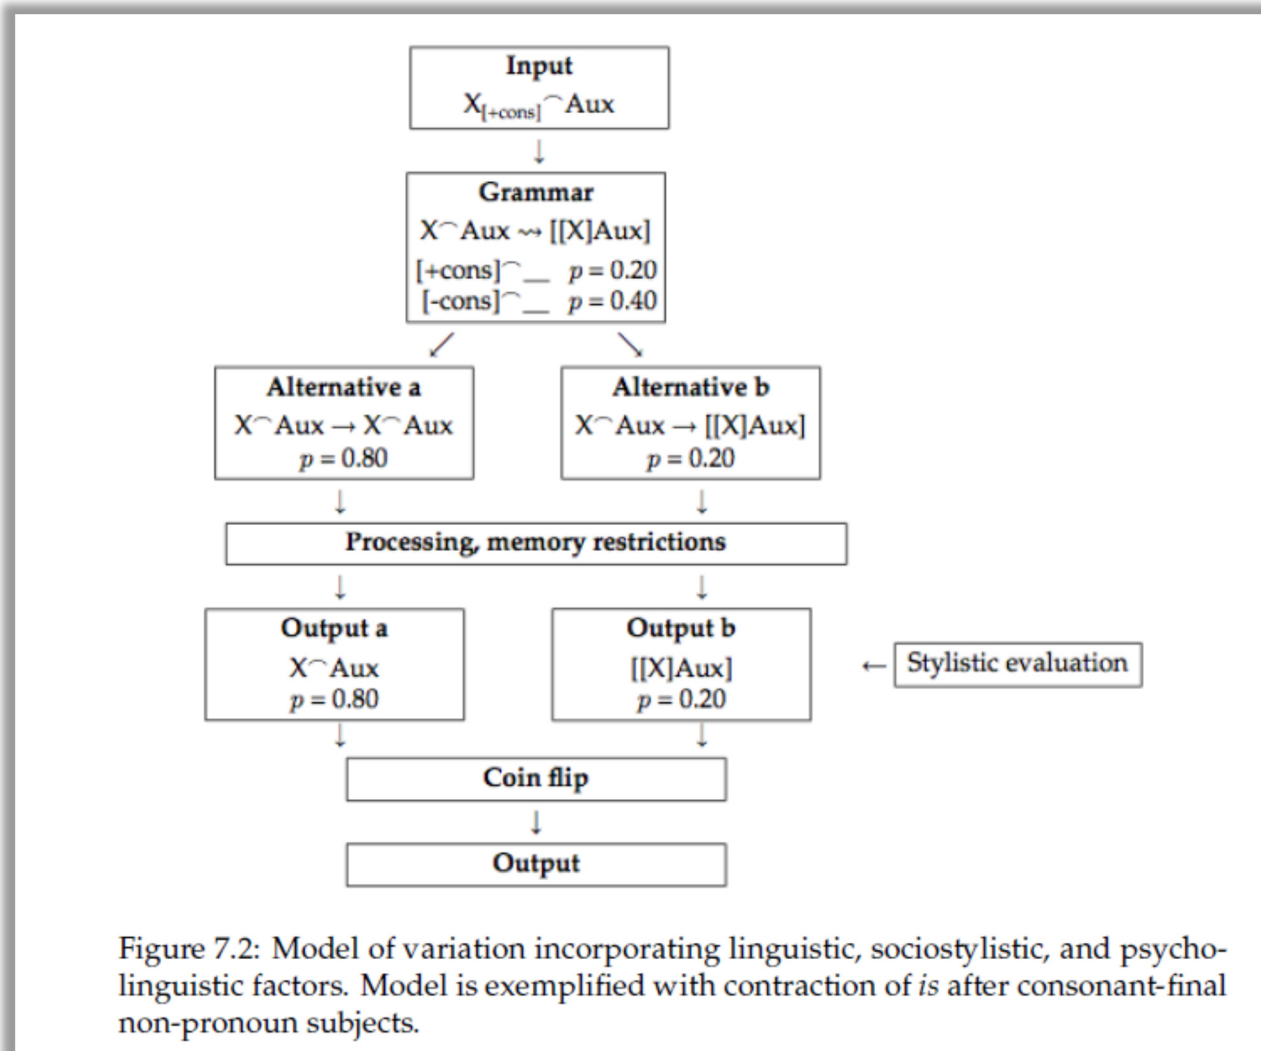 Input
X[+cons]⁀Aux
↓
Grammar
X⁀Aux ⇝ [[X]Aux]
[+cons]⁀__ p = 0.20
[-cons]⁀__ p = 0.40
↙ ↘
Alternative a
X⁀Aux → X⁀Aux
p = 0.80
Alternative b
X⁀Aux → [[X]Aux]
p = 0.20
↓ ↓
Processing, memory restrictions
↓ ↓
Output a
X⁀Aux
p = 0.80
Output b
[[X]Aux]
p = 0.20
← Stylistic evaluation
↓ ↓
Coin flip
↓
Output
Figure 7.2: Model of variation incorporating linguistic, sociostylistic, and psycho-
linguistic factors. Model is exemplified with contraction of is after consonant-final
non-pronoun subjects.